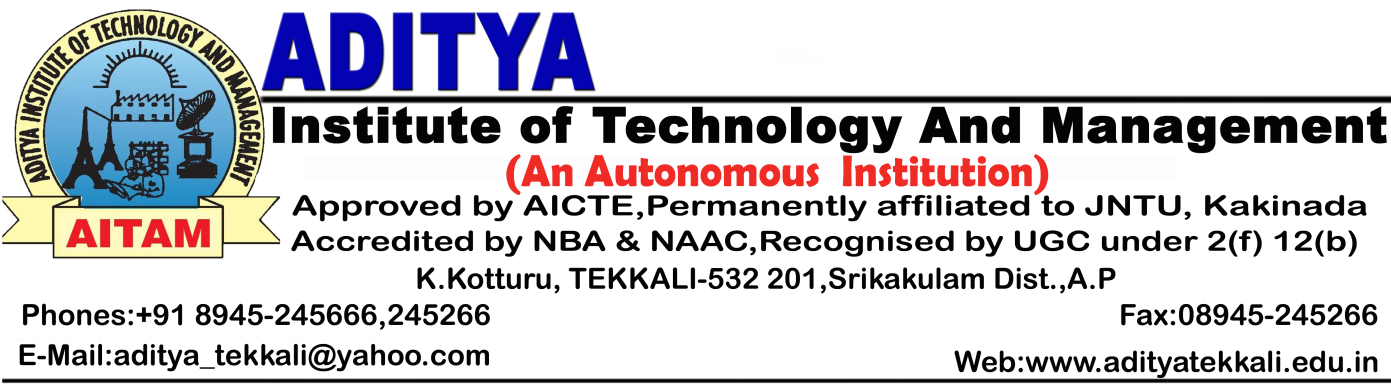 ADITYA INSTITUTE OF TECHNOLOGY AND MANAGEMENT
AITAM
ADITYA
Institute of Technology And Management
(An Autonomous Institution)
Approved by AICTE,Permanently affiliated to JNTU, Kakinada
Accredited by NBA & NAAC,Recognised by UGC under 2(f) 12(b)
K.Kotturu, TEKKALI-532 201,Srikakulam Dist.,A.P
Phones:+91 8945-245666,245266
Fax:08945-245266
E-Mail:aditya_tekkali@yahoo.com
Web:www.adityatekkali.edu.in